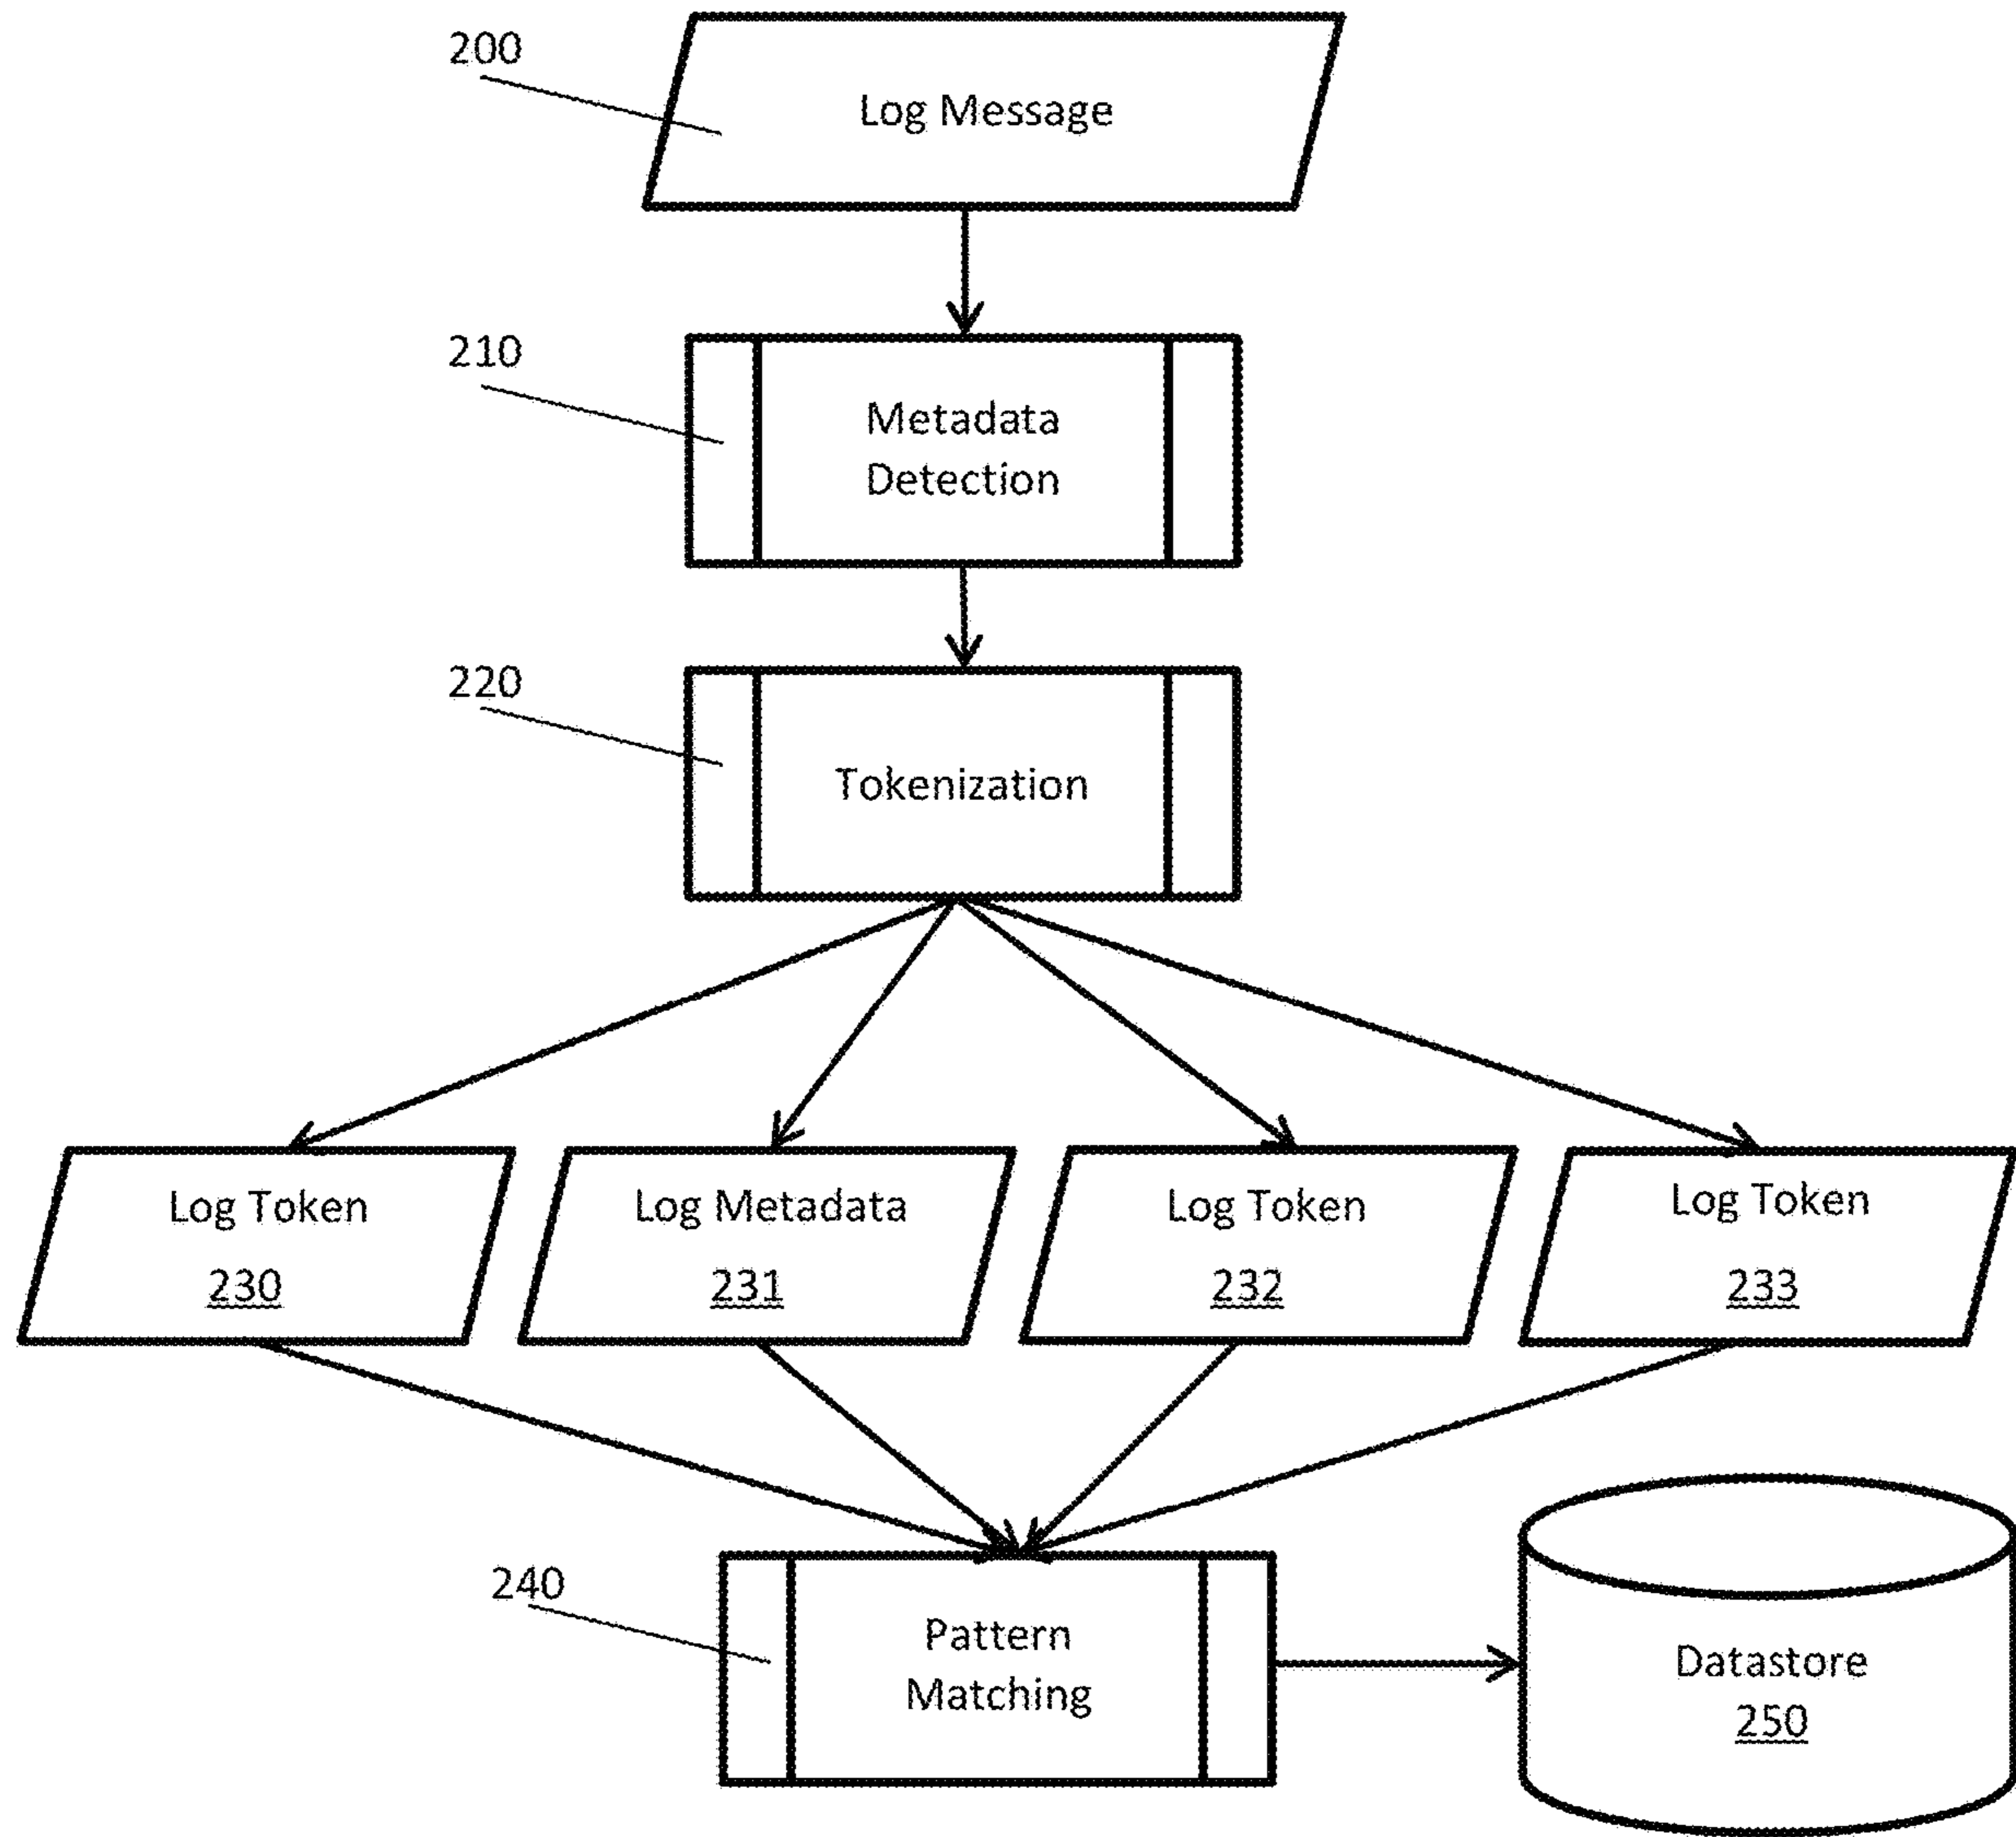 200
Log Message
210
Metadata
Detection
220
Tokenization
Log Token
230
Log Metadata
231
Log Token
232
Log Token
233
240
Pattern
Matching
Datastore
250